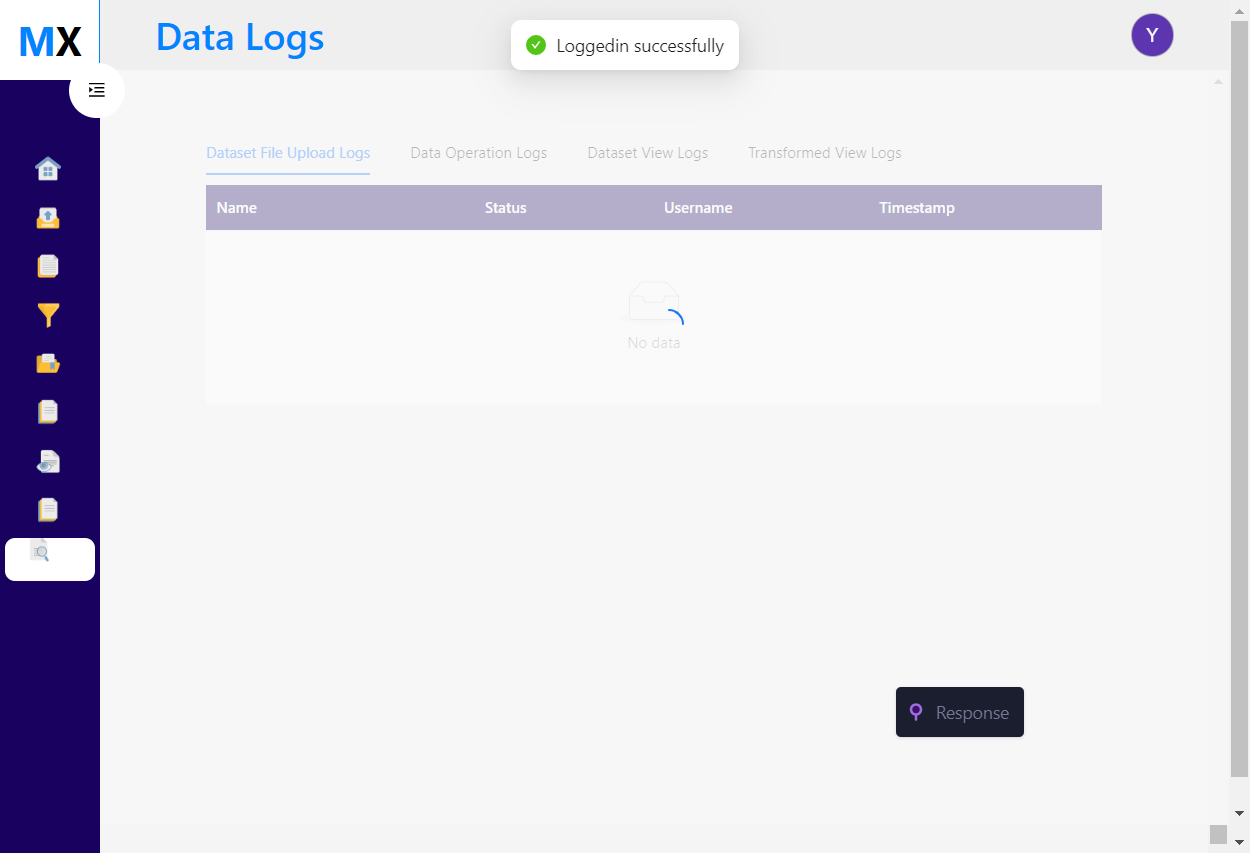 MX
Data Logs
Loggedin successfully
Y
Dataset File Upload Logs Data Operation Logs Dataset View Logs Transformed View Logs
Name Status Username Timestamp
No data
Response